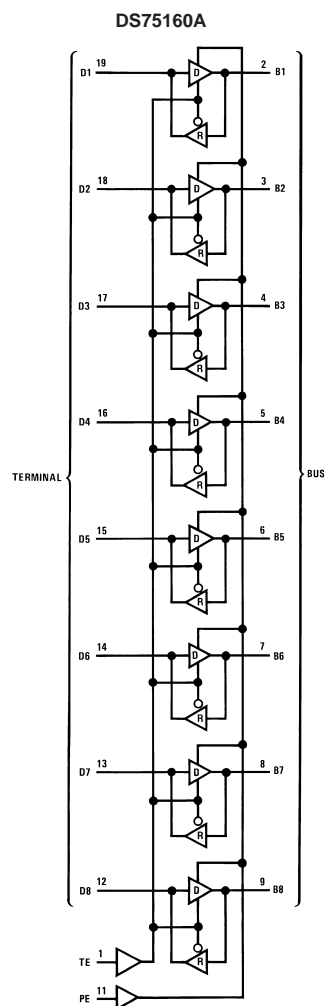 DS75160A
D1 19 D 2 B1
R
D2 18 D 3 B2
R
D3 17 D 4 B3
R
D4 16 D 5 B4
R
TERMINAL BUS
D5 15 D 6 B5
R
D6 14 D 7 B6
R
D7 13 D 8 B7
R
D8 12 D 9 B8
R
TE 1
PE 11